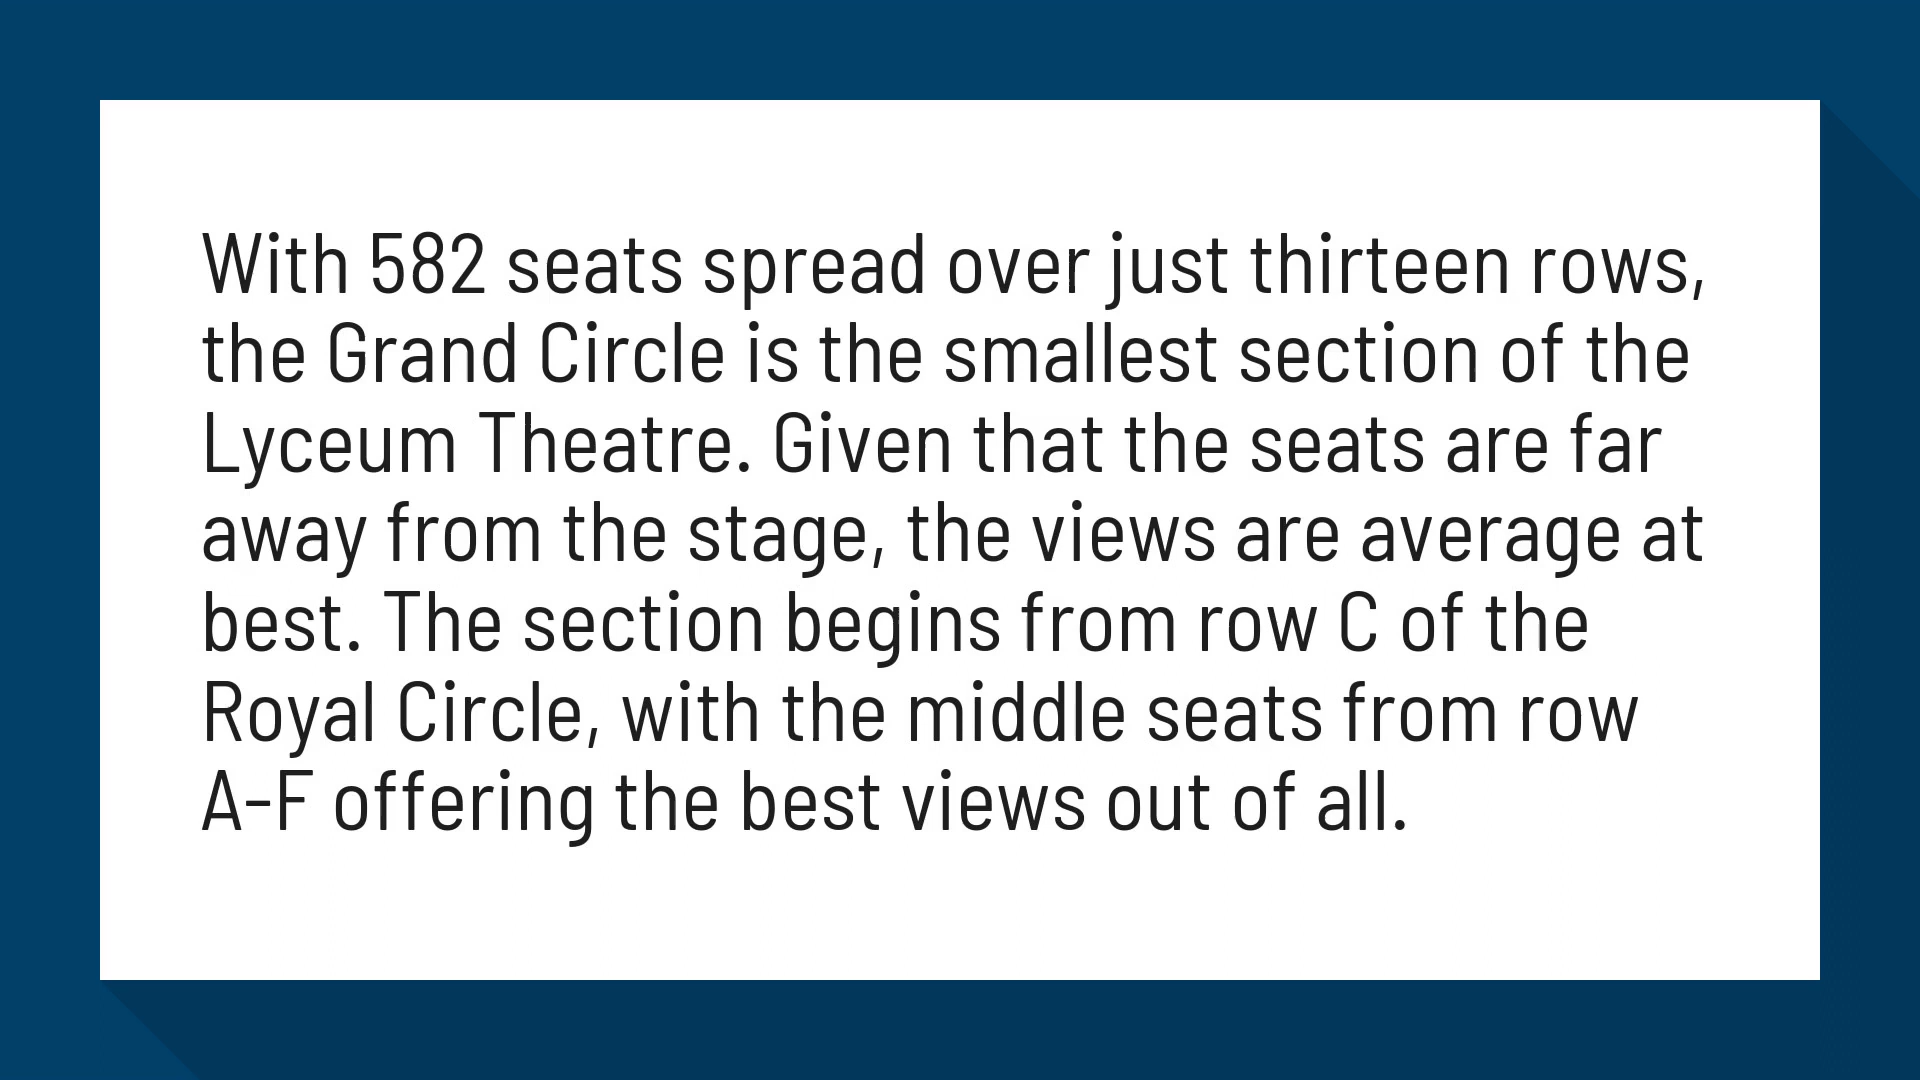 With 582 seats spread over just thirteen rows,
the Grand Circle is the smallest section of the
Lyceum Theatre. Given that the seats are far
away from the stage, the views are average at
best. The section begins from row C of the
Royal Circle, with the middle seats from row
A-F offering the best views out of all.